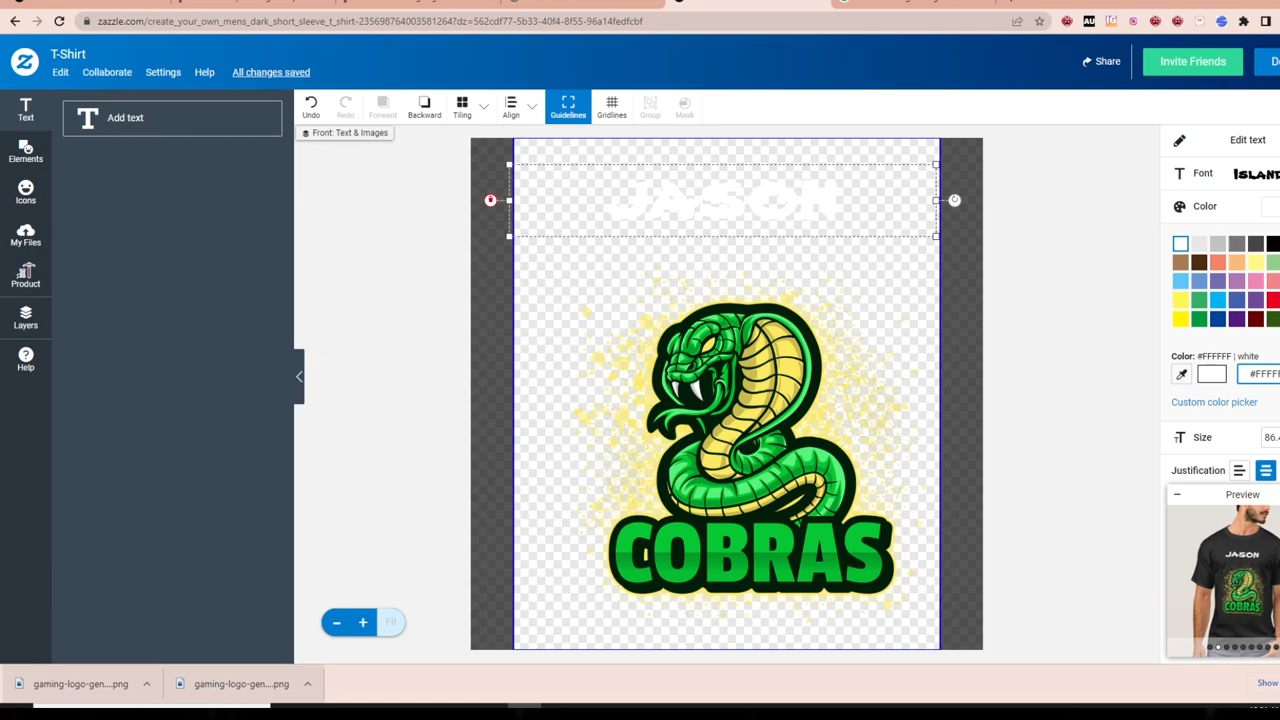 zazzle.com/create_your_own_mens_dark_short_sleeve_t_shirt-235698764003581264?dz=562cdf77-5b33-40f4-8f55-96a14fedfcbf
T-Shirt
Edit Collaborate Settings Help All changes saved
Share Invite Friends
Text
Add text
Undo Redo Forward Backward Tiling Align Guidelines Gridlines Group Mask
Front: Text & Images
Edit text
Elements
Font
Icons
Color
My Files
Product
Layers
Help
JASON
COBRAS
Color: #FFFFFF | white
Custom color picker
Size 86.
Justification
Preview
JASON
COBRAS
Fit
gaming-logo-gen....png
gaming-logo-gen....png
Show